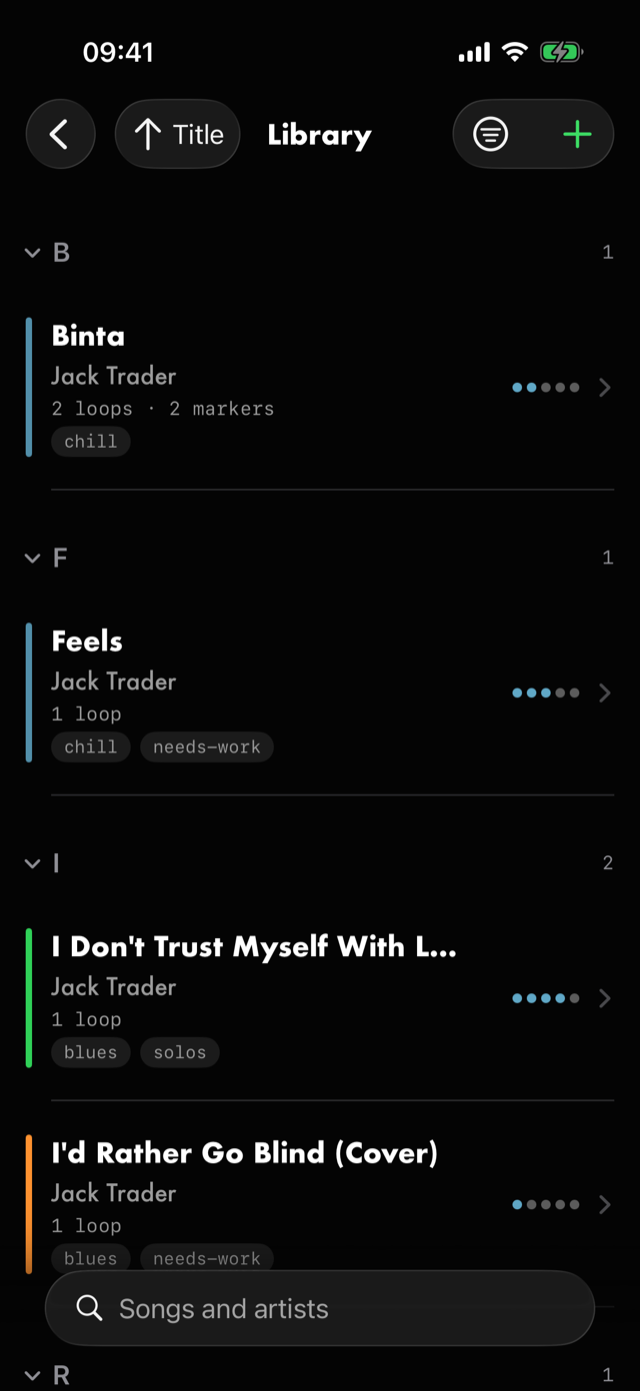 09:41
Title
Library
B
1
Binta
Jack Trader
2 loops · 2 markers
chill
F
1
Feels
Jack Trader
1 loop
chill needs-work
I
2
I Don't Trust Myself With L...
Jack Trader
1 loop
blues solos
I'd Rather Go Blind (Cover)
Jack Trader
1 loop
blues needs-work
Songs and artists
R
1